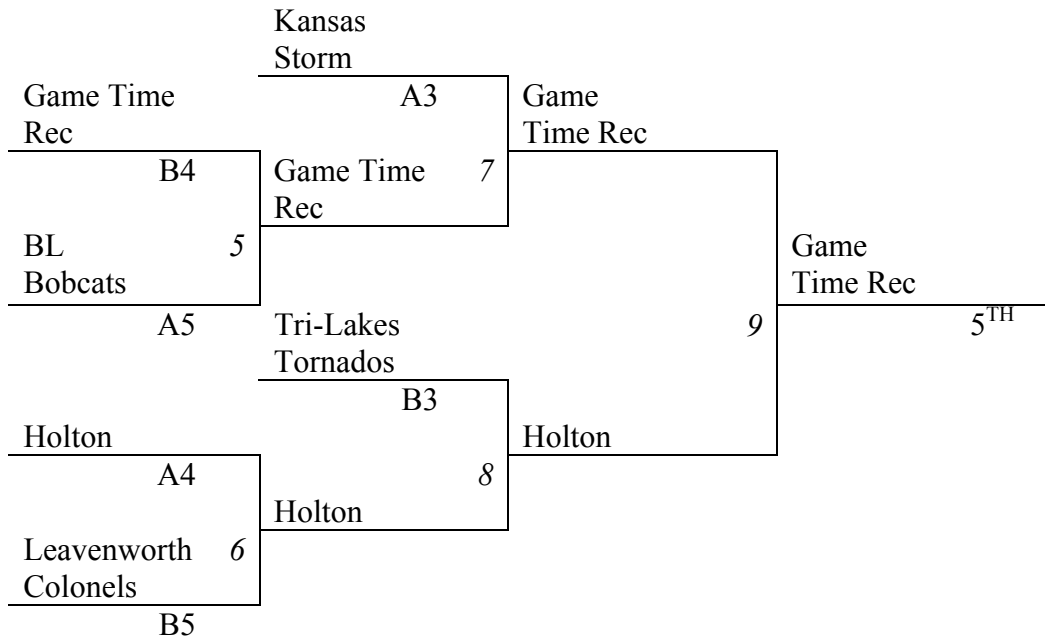 Kansas
Storm
A3
Game Time
Rec
Game
Time Rec
B4
Game Time
Rec
7
BL
Bobcats
5
Game
Time Rec
A5
Tri-Lakes
Tornados
9
5TH
B3
Holton
Holton
A4
8
Holton
Leavenworth
Colonels
6
B5